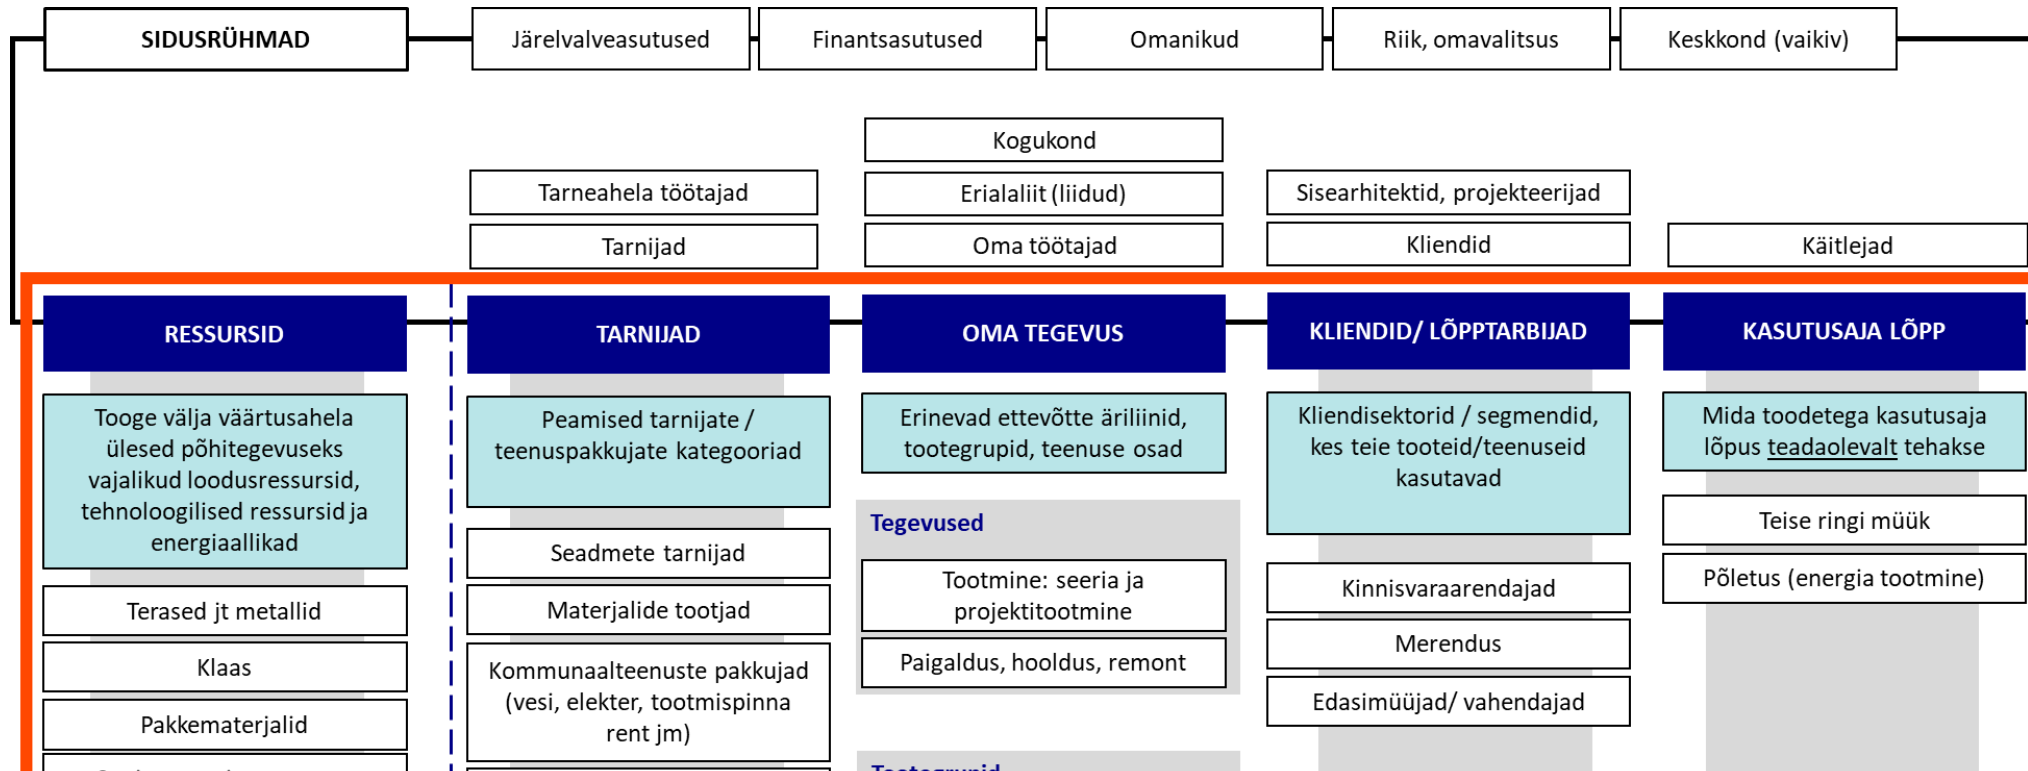 SIDUSRÜHMAD
Järelvalveasutused
Finantsasutused
Omanikud
Riik, omavalitsus
Keskkond (vaikiv)
Kogukond
Tarneahela töötajad
Erialaliit (liidud)
Sisearhitektid, projekteerijad
Tarnijad
Oma töötajad
Kliendid
Käitlejad
RESSURSID
Tooge välja väärtusahela
ülesed põhitegevuseks
vajalikud loodusressursid,
tehnoloogilised ressursid ja
energiaallikad
Terased jt metallid
Klaas
Pakkematerjalid
TARNIJAD
Peamised tarnijate /
teenuspakkujate kategooriad
Seadmete tarnijad
Materjalide tootjad
Kommunaalteenuste pakkujad
(vesi, elekter, tootmispinna
rent jm)
OMA TEGEVUS
Erinevad ettevõtte äriliinid,
tootegrupid, teenuse osad
Tegevused
Tootmine: seeria ja
projektitootmine
Paigaldus, hooldus, remont
Tootegrupid
KLIENDID/ LÕPPTARBIJAD
Kliendisektorid / segmendid,
kes teie tooteid/teenuseid
kasutavad
Kinnisvaraarendajad
Merendus
Edasimüüjad/ vahendajad
KASUTUSAJA LÕPP
Mida toodetega kasutusaja
lõpus teadaolevalt tehakse
Teise ringi müük
Põletus (energia tootmine)